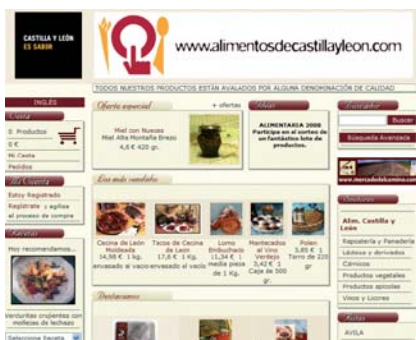 CASTILLA Y LEÓN
ES SABOR
www.alimentosdecastillayleon.com
TODOS NUESTROS PRODUCTOS ESTÁN AVALADOS POR ALGUNA DENOMINACIÓN DE CALIDAD
INGLÉS
Cesta
0 Productos
0 €
Mi Cesta
Pedidos
Mi Cuenta
Estoy Registrado
Regístrate y agiliza
el proceso de compra
Recetas
Hoy recomendamos...
Verduritas crujientes con
mollejas de lechazo
Seleccione Receta
Oferta especial
+ ofertas
Miel con Nueces
Miel Alta Montaña Brezo
4,6 € 420 gr.
Ideas
ALIMENTARIA 2008
Participa en el sorteo de
un fantástico lote de
productos.
Los más vendidos
Cecina de León
Moldeada
14,98 € 1 kg.
envasado al vacío
Tacos de Cecina
de León
17,6 € 1 Kg.
envasado al vacío
Lomo
Embuchado
11,34 € 1
media pieza
de 1 Kg.
Mantecados
al Vino
Verdejo
3,42 € 1
Caja de 500
gr.
Polen
3,85 € 1
Tarro de 220
gr
Destacamos
Buscador
Buscar
Búsqueda Avanzada
www.mercadodelcamino.com
Alim. Castilla y
León
Repostería y Panadería
Lácteos y derivados
Cárnicos
Productos vegetales
Productos apícolas
Vinos y Licores
Rutas
AVILA